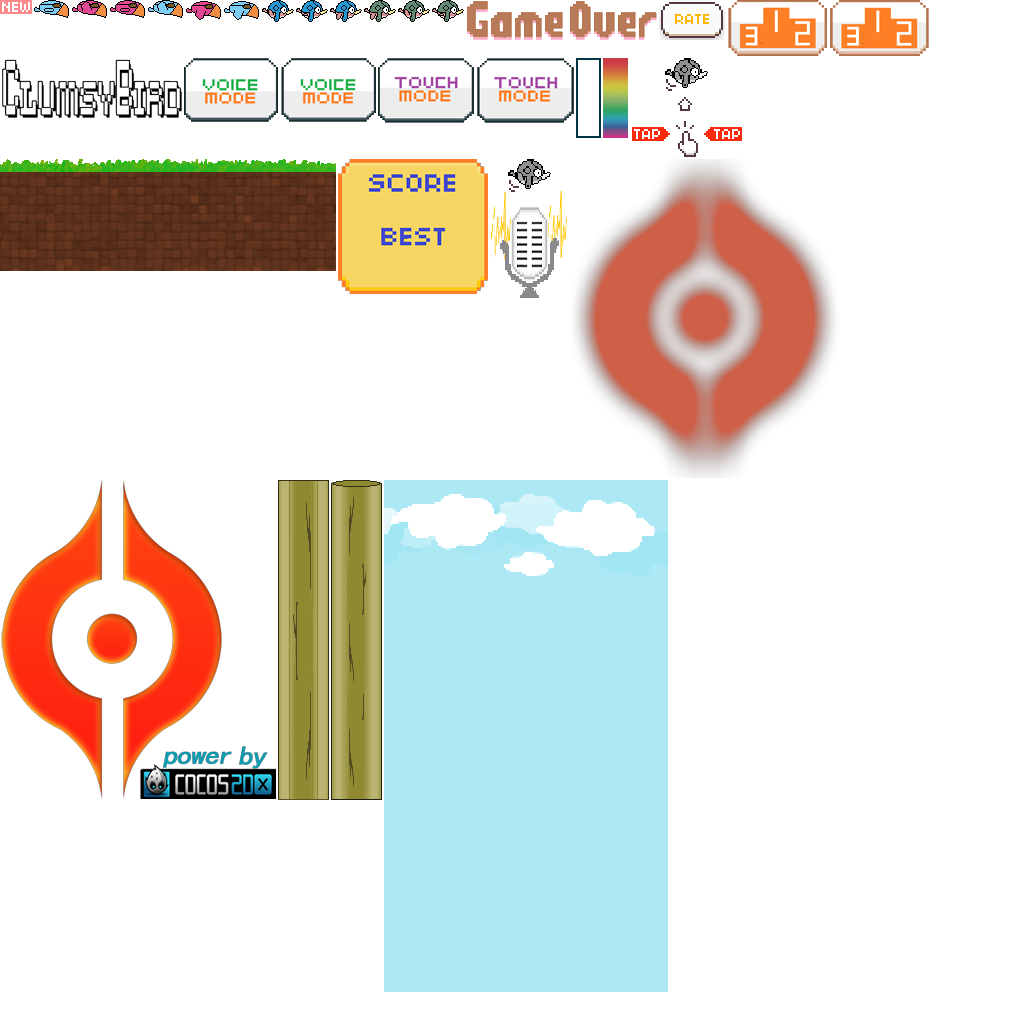 NEW
Game Over
RATE
3 1 2
3 1 2
CLUMSYBIRD
VOICE
MODE
VOICE
MODE
TOUCH
MODE
TOUCH
MODE
TAP
TAP
SCORE
BEST
power by
COCOS2DX